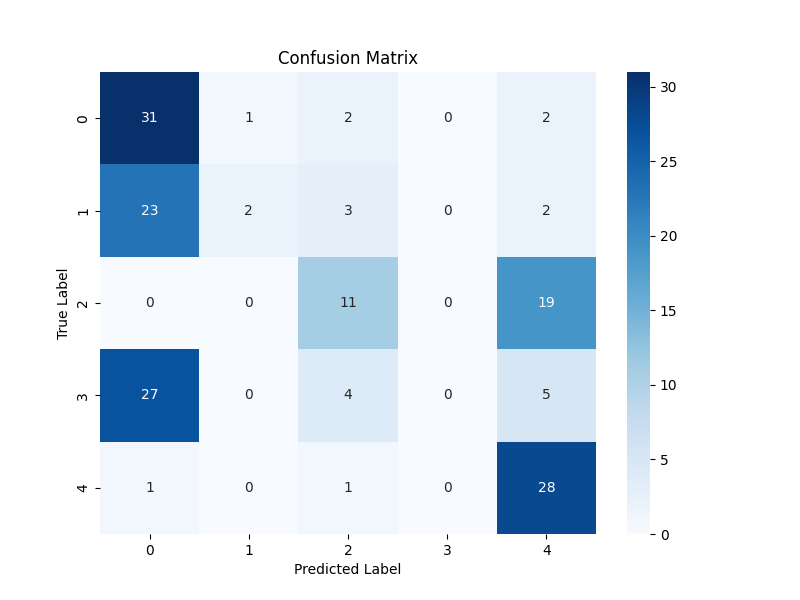 Confusion Matrix
0 31 1 2 0 2
1 23 2 3 0 2
2 0 0 11 0 19
3 27 0 4 0 5
4 1 0 1 0 28
0 1 2 3 4
Predicted Label
True Label
30
25
20
15
10
5
0